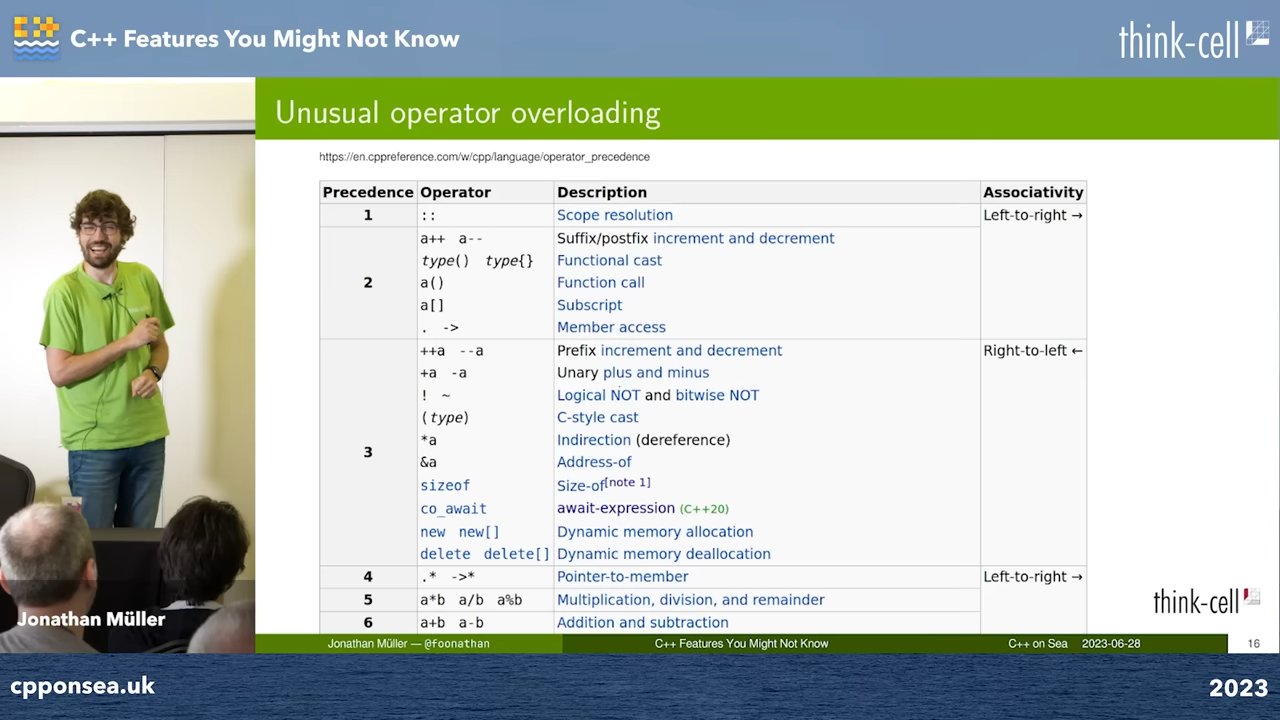 C++ Features You Might Not Know
think-cell
Unusual operator overloading
https://en.cppreference.com/w/cpp/language/operator_precedence
Precedence Operator Description Associativity
1 :: Scope resolution Left-to-right →
2
a++ a-- Suffix/postfix increment and decrement
type() type{} Functional cast
a() Function call
a[] Subscript
. -> Member access
3
++a --a Prefix increment and decrement Right-to-left ←
+a -a Unary plus and minus
! ~ Logical NOT and bitwise NOT
(type) C-style cast
*a Indirection (dereference)
&a Address-of
sizeof Size-of[note 1]
co_await await-expression (C++20)
new new[] Dynamic memory allocation
delete delete[] Dynamic memory deallocation
4 .* ->* Pointer-to-member Left-to-right →
5 a*b a/b a%b Multiplication, division, and remainder
6 a+b a-b Addition and subtraction
think-cell
Jonathan Müller
Jonathan Müller — @foonathan C++ Features You Might Not Know C++ on Sea 2023-06-28 16
cpponsea.uk
2023